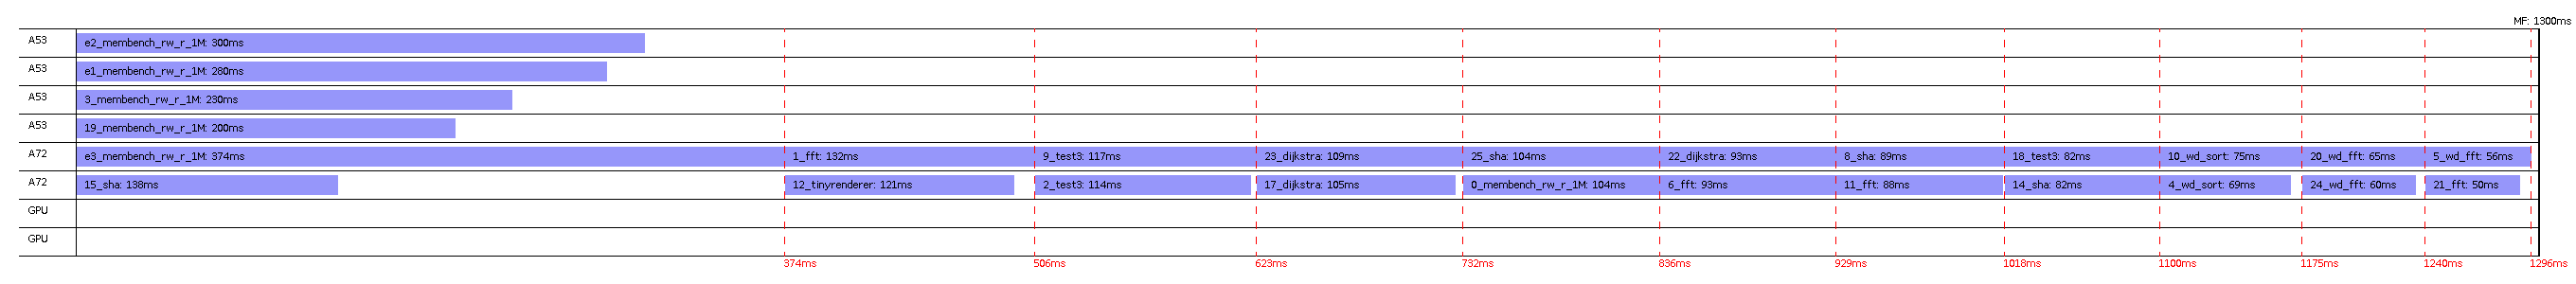 MF: 1300ms
A53 e2_membench_rw_r_1M: 300ms
A53 e1_membench_rw_r_1M: 280ms
A53 3_membench_rw_r_1M: 230ms
A53 19_membench_rw_r_1M: 200ms
A72 e3_membench_rw_r_1M: 374ms 1_fft: 132ms 9_test3: 117ms 23_dijkstra: 109ms 25_sha: 104ms 22_dijkstra: 93ms 8_sha: 89ms 18_test3: 82ms 10_wd_sort: 75ms 20_wd_fft: 65ms 5_wd_fft: 56ms
A72 15_sha: 138ms 12_tinyrenderer: 121ms 2_test3: 114ms 17_dijkstra: 105ms 0_membench_rw_r_1M: 104ms 6_fft: 93ms 11_fft: 88ms 14_sha: 82ms 4_wd_sort: 69ms 24_wd_fft: 60ms 21_fft: 50ms
GPU
GPU
374ms 506ms 623ms 732ms 836ms 929ms 1018ms 1100ms 1175ms 1240ms 1296ms